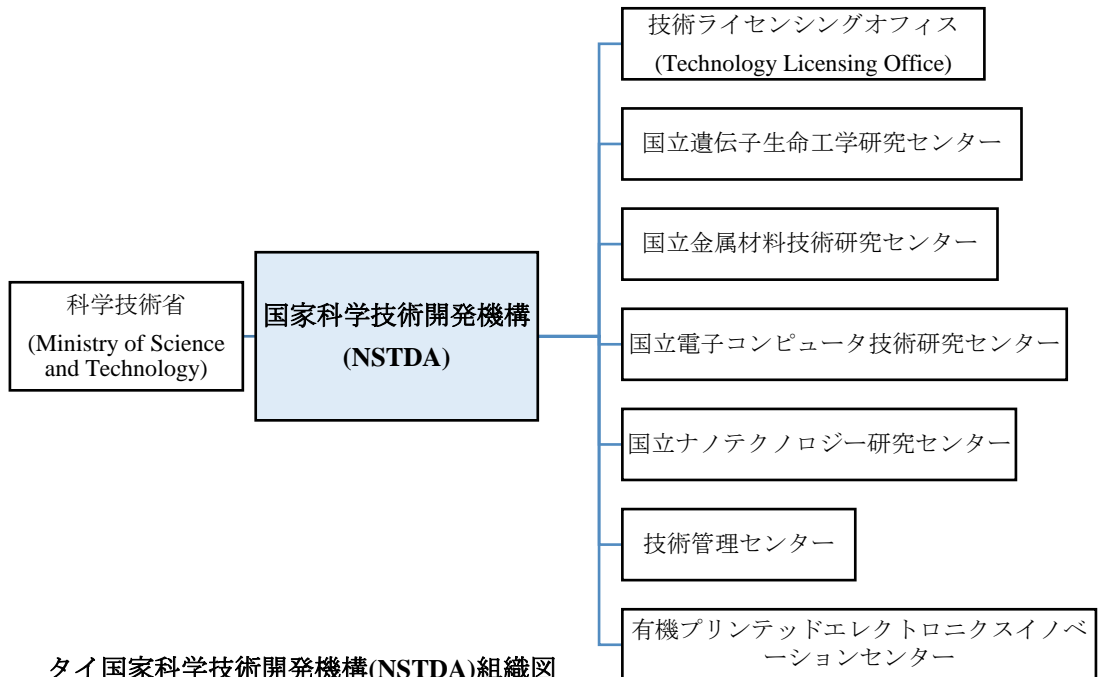 技術ライセンシングオフィス
(Technology Licensing Office)
国立遺伝子生命工学研究センター
国立金属材料技術研究センター
科学技術省
(Ministry of Science
and Technology)
国家科学技術開発機構
(NSTDA)
国立電子コンピュータ技術研究センター
国立ナノテクノロジー研究センター
技術管理センター
有機プリンテッドエレクトロニクスイノベ
ーションセンター
タイ国家科学技術開発機構(NSTDA)組織図